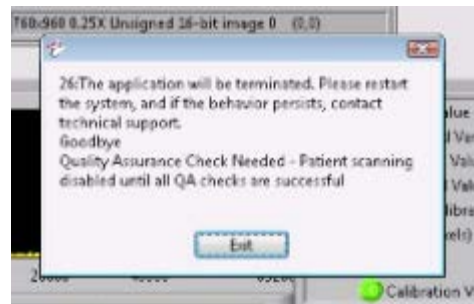 768x960 0.25X Unsigned 16-bit image 0 (0,0)
26:The application will be terminated. Please restart
the system, and if the behavior persists, contact
technical support.
Goodbye
Quality Assurance Check Needed - Patient scanning
disabled until all QA checks are successful
Exit
Calibration V